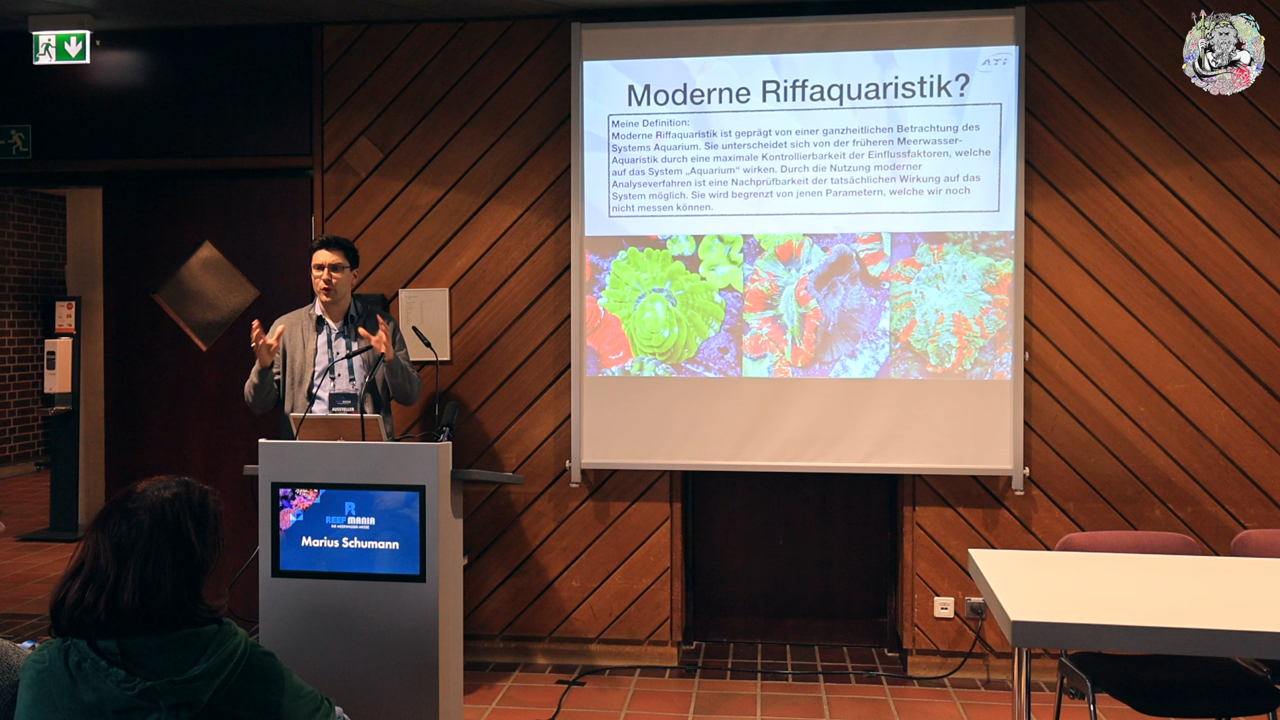 ATI
Moderne Riffaquaristik?
Meine Definition:
Moderne Riffaquaristik ist geprägt von einer ganzheitlichen Betrachtung des
Systems Aquarium. Sie unterscheidet sich von der früheren Meerwasser-
Aquaristik durch eine maximale Kontrollierbarkeit der Einflussfaktoren, welche
auf das System „Aquarium“ wirken. Durch die Nutzung moderner
Analyseverfahren ist eine Nachprüfbarkeit der tatsächlichen Wirkung auf das
System möglich. Sie wird begrenzt von jenen Parametern, welche wir noch
nicht messen können.
AUSSTELLER
REEF MANIA
DIE MEERWASSER-MESSE
Marius Schumann